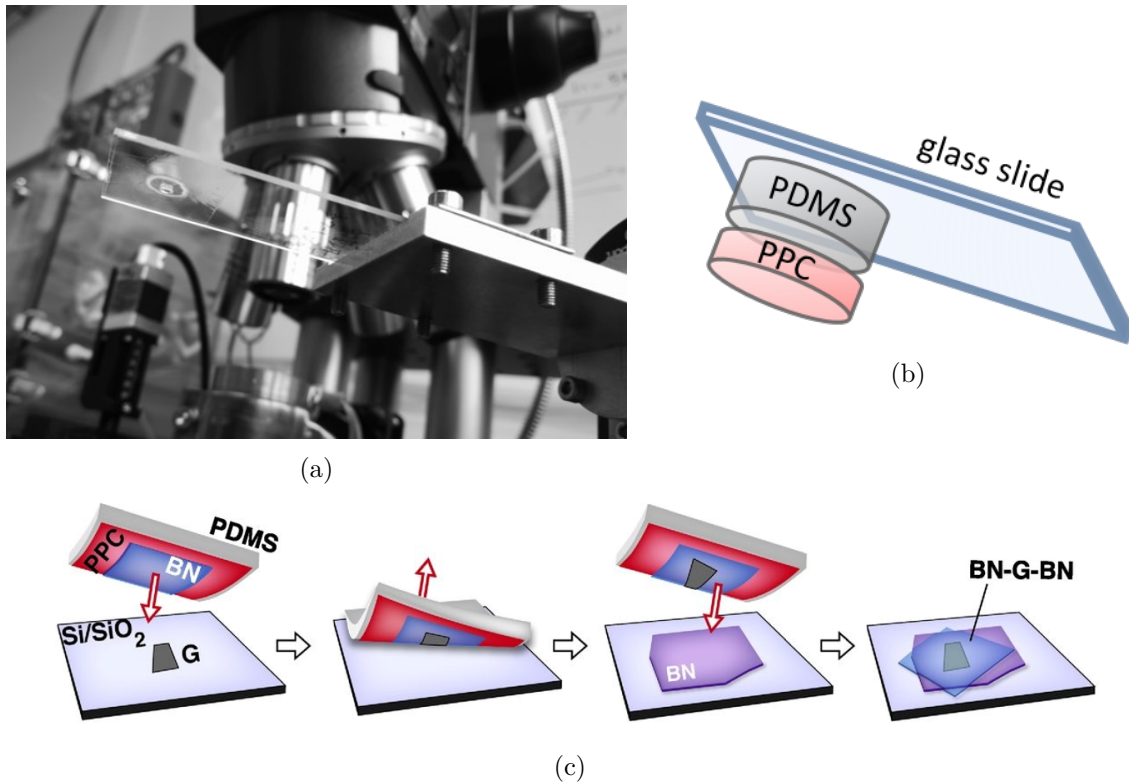 glass slide
PDMS
PPC
(b)
(a)
PDMS
PPC
BN
Si/SiO₂
G
BN
BN-G-BN
(c)